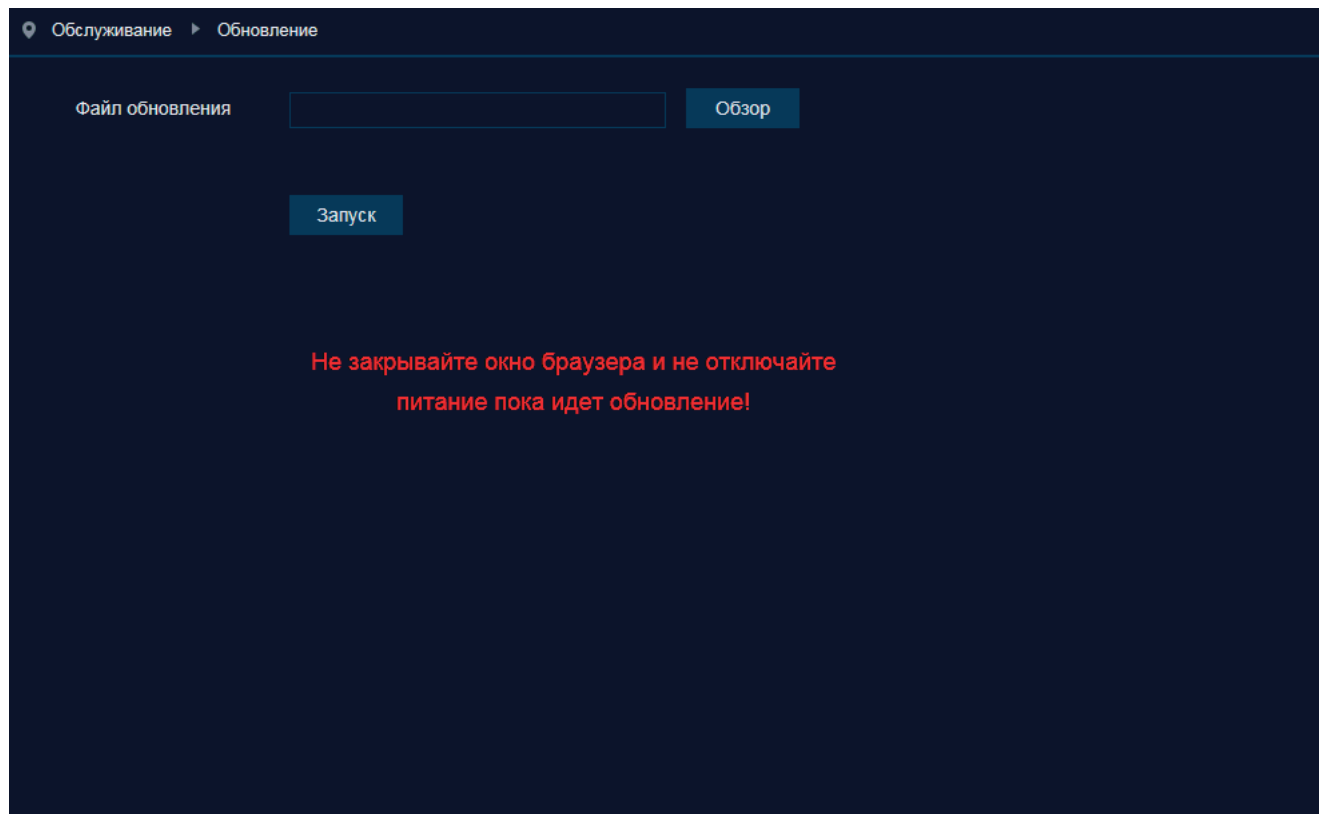 Обслуживание Обновление
Файл обновления Обзор
Запуск
Не закрывайте окно браузера и не отключайте
питание пока идет обновление!